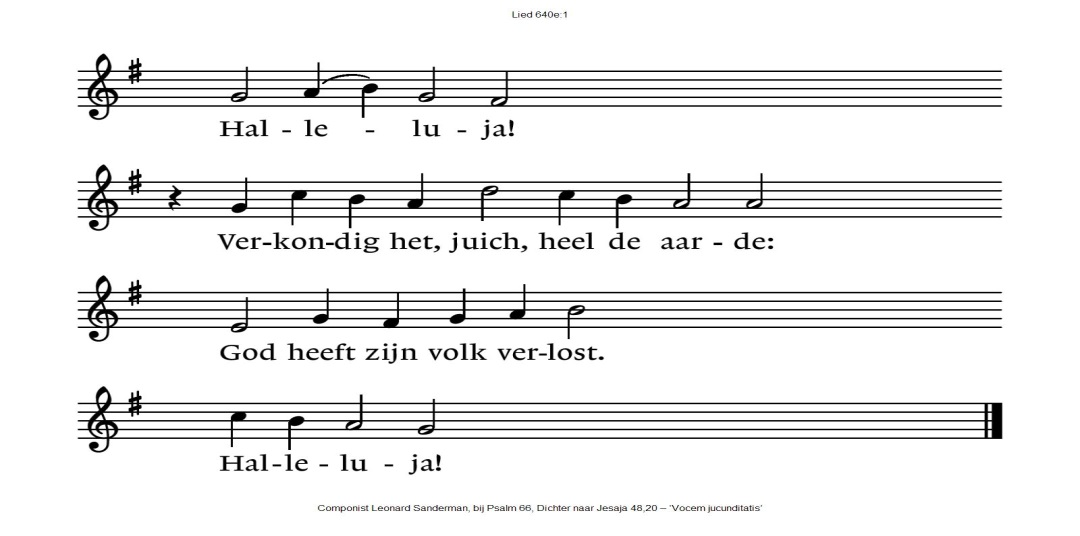 Lied 640e:1
Hal - le - lu - ja!
Ver-kon-dig het, juich, heel de aar - de:
God heeft zijn volk ver-lost.
Hal-le - lu - ja!
Componist Leonard Sanderman, bij Psalm 66, Dichter naar Jesaja 48,20 – 'Vocem jucunditatis'